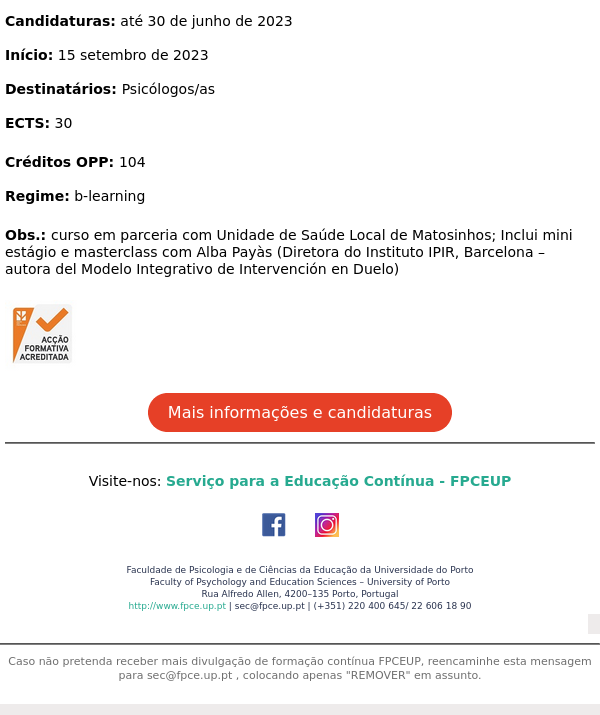 Candidaturas: até 30 de junho de 2023
Início: 15 setembro de 2023
Destinatários: Psicólogos/as
ECTS: 30
Créditos OPP: 104
Regime: b-learning
Obs.: curso em parceria com Unidade de Saúde Local de Matosinhos; Inclui mini
estágio e masterclass com Alba Payàs (Diretora do Instituto IPIR, Barcelona –
autora del Modelo Integrativo de Intervención en Duelo)
ACÇÃO
FORMATIVA
ACREDITADA
Mais informações e candidaturas
Visite-nos: Serviço para a Educação Contínua - FPCEUP
Faculdade de Psicologia e de Ciências da Educação da Universidade do Porto
Faculty of Psychology and Education Sciences – University of Porto
Rua Alfredo Allen, 4200–135 Porto, Portugal
http://www.fpce.up.pt | sec@fpce.up.pt | (+351) 220 400 645/ 22 606 18 90
Caso não pretenda receber mais divulgação de formação contínua FPCEUP, reencaminhe esta mensagem
para sec@fpce.up.pt , colocando apenas "REMOVER" em assunto.